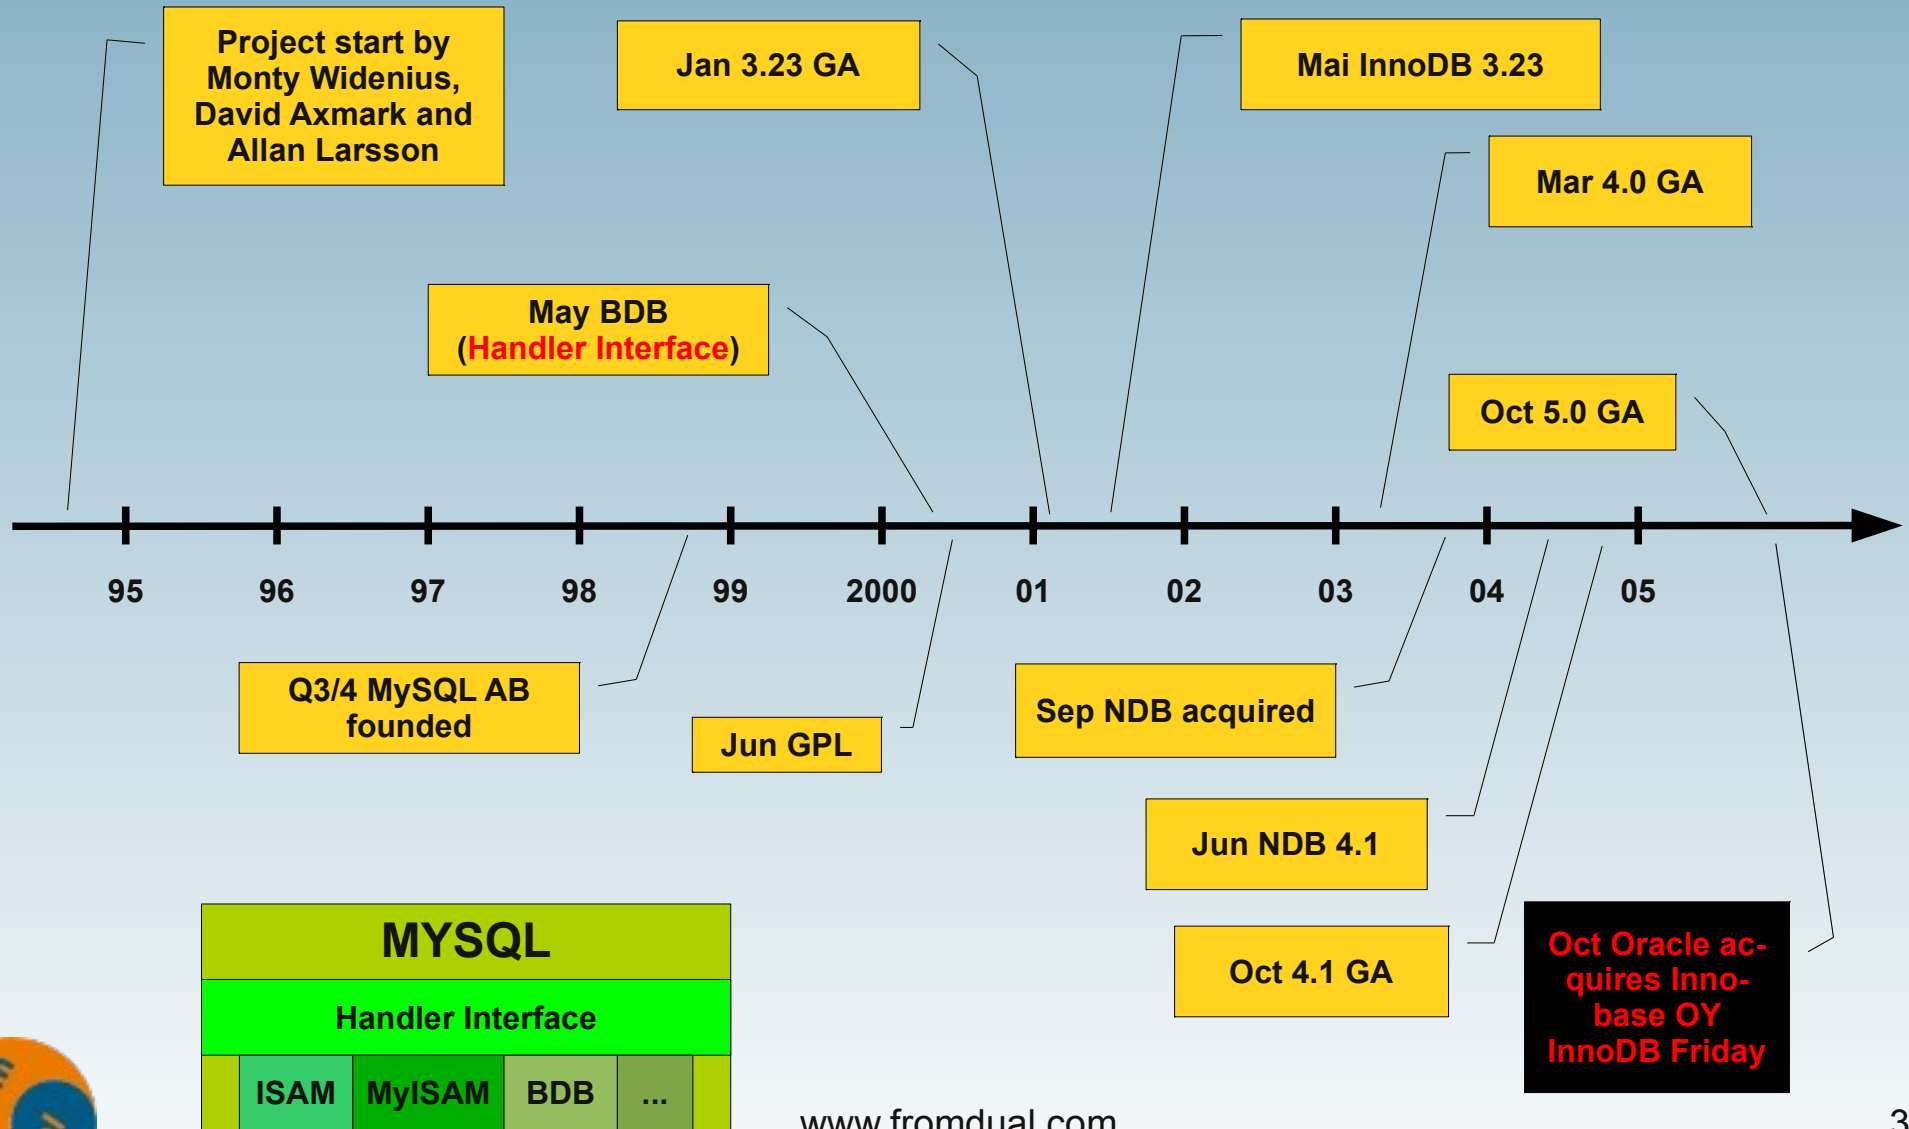 Project start by
Monty Widenius,
David Axmark and
Allan Larsson
Jan 3.23 GA
Mai InnoDB 3.23
Mar 4.0 GA
May BDB
(Handler Interface)
Oct 5.0 GA
95 96 97 98 99 2000 01 02 03 04 05
Q3/4 MySQL AB
founded
Jun GPL
Sep NDB acquired
Jun NDB 4.1
Oct 4.1 GA
Oct Oracle ac-
quires Inno-
base OY
InnoDB Friday
MYSQL
Handler Interface
ISAM MyISAM BDB ...
www.fromdual.com
3